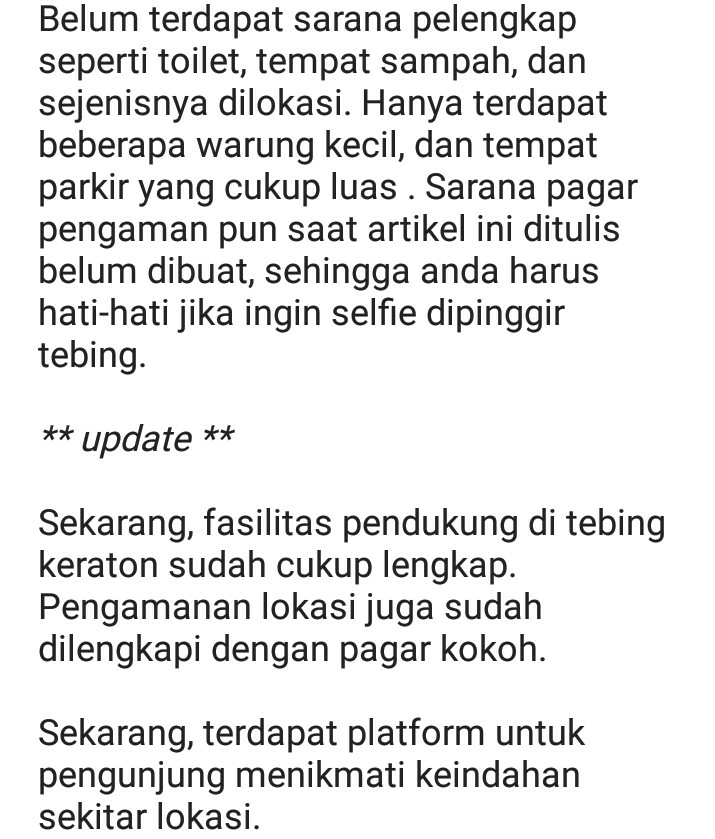 Belum terdapat sarana pelengkap
seperti toilet, tempat sampah, dan
sejenisnya dilokasi. Hanya terdapat
beberapa warung kecil, dan tempat
parkir yang cukup luas . Sarana pagar
pengaman pun saat artikel ini ditulis
belum dibuat, sehingga anda harus
hati-hati jika ingin selfie dipinggir
tebing.
** update **
Sekarang, fasilitas pendukung di tebing
keraton sudah cukup lengkap.
Pengamanan lokasi juga sudah
dilengkapi dengan pagar kokoh.
Sekarang, terdapat platform untuk
pengunjung menikmati keindahan
sekitar lokasi.